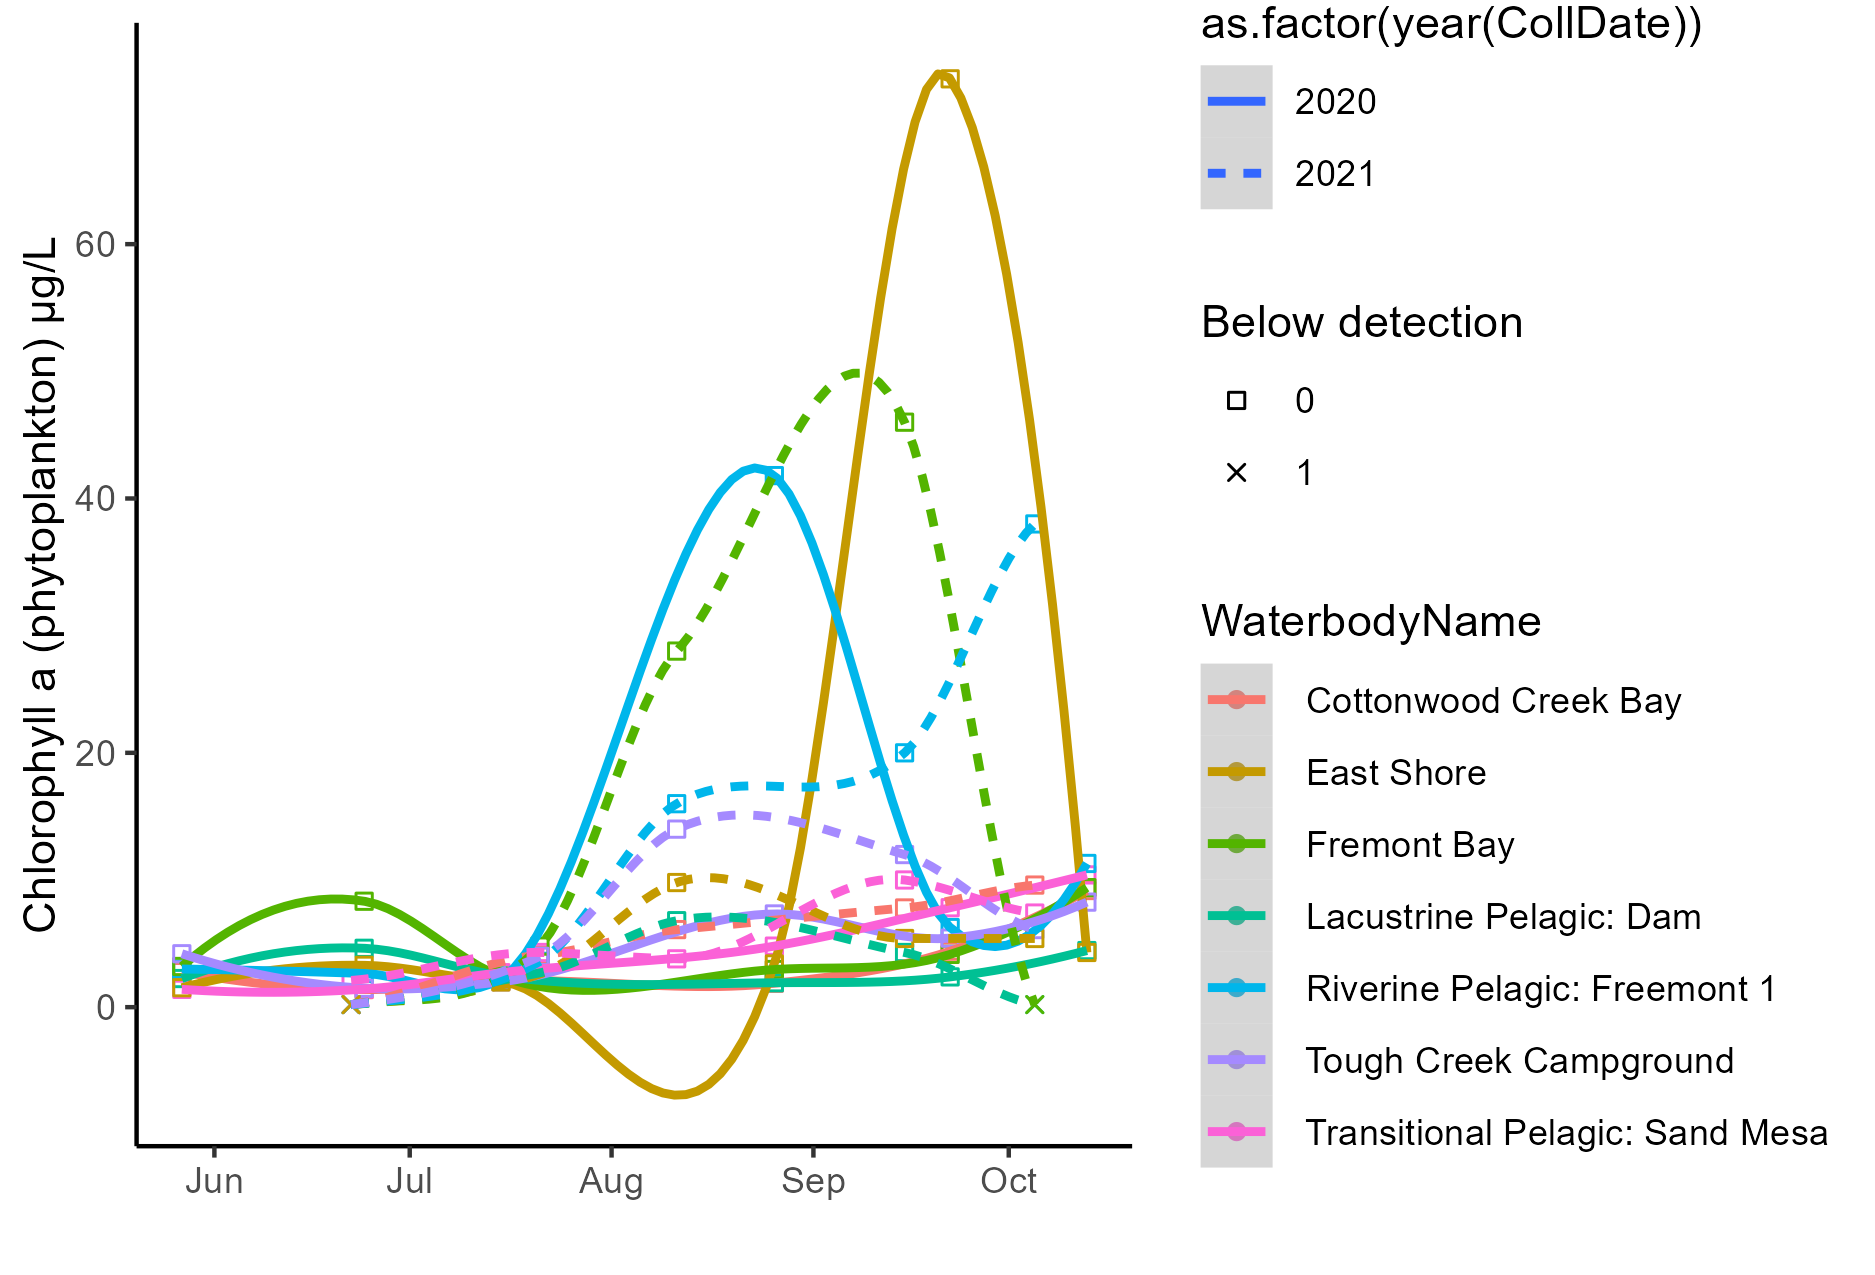 Chlorophyll a (phytoplankton) µg/L
60
40
20
0
Jun Jul Aug Sep Oct
as.factor(year(CollDate))
2020
2021
Below detection
0
1
WaterbodyName
Cottonwood Creek Bay
East Shore
Fremont Bay
Lacustrine Pelagic: Dam
Riverine Pelagic: Freemont 1
Tough Creek Campground
Transitional Pelagic: Sand Mesa